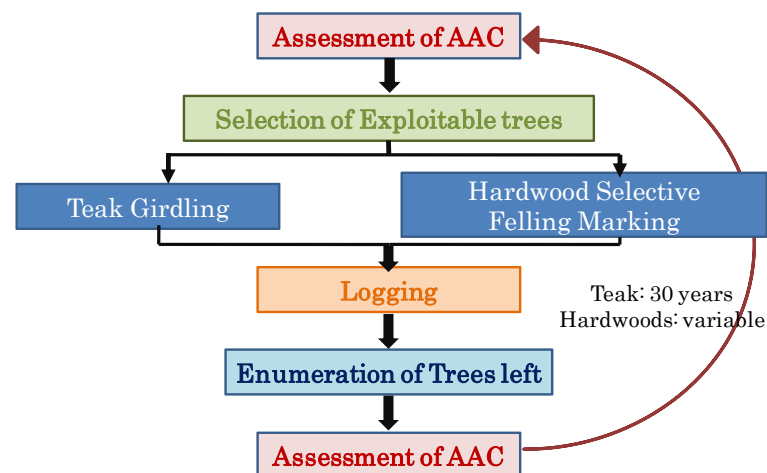 Assessment of AAC
Selection of Exploitable trees
Teak Girdling
Hardwood Selective
Felling Marking
Logging
Teak: 30 years
Hardwoods: variable
Enumeration of Trees left
Assessment of AAC